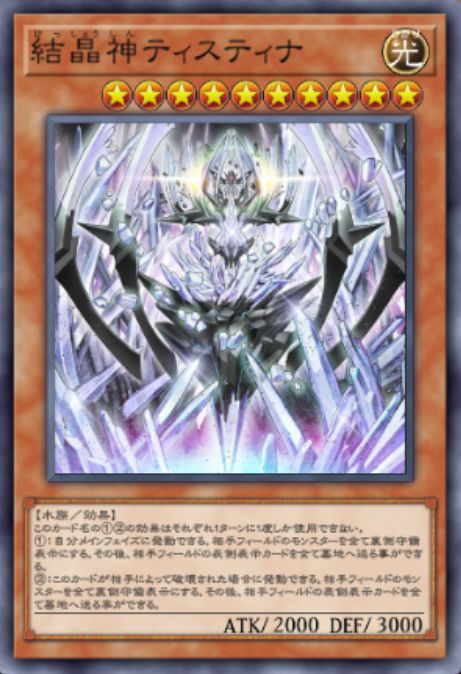 けっしょうしん
結晶神ティスティナ
光
【水族/効果】
このカード名の①②の効果はそれぞれ1ターンに1度しか使用できない。
①:自分メインフェイズに発動できる。相手フィールドのモンスターを全て裏側守備
表示にする。その後、相手フィールドの表側表示カードを全て墓地へ送る事ができ
る。
②:このカードが相手によって破壊された場合に発動できる。相手フィールドのモン
スターを全て裏側守備表示にする。その後、相手フィールドの表側表示カードを全
て墓地へ送る事ができる。
ATK/ 2000 DEF/ 3000